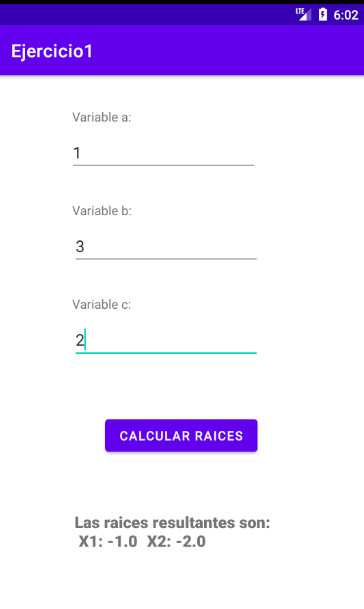 LTE 6:02
Ejercicio1
Variable a:
1
Variable b:
3
Variable c:
2
CALCULAR RAICES
Las raices resultantes son:
X1: -1.0 X2: -2.0